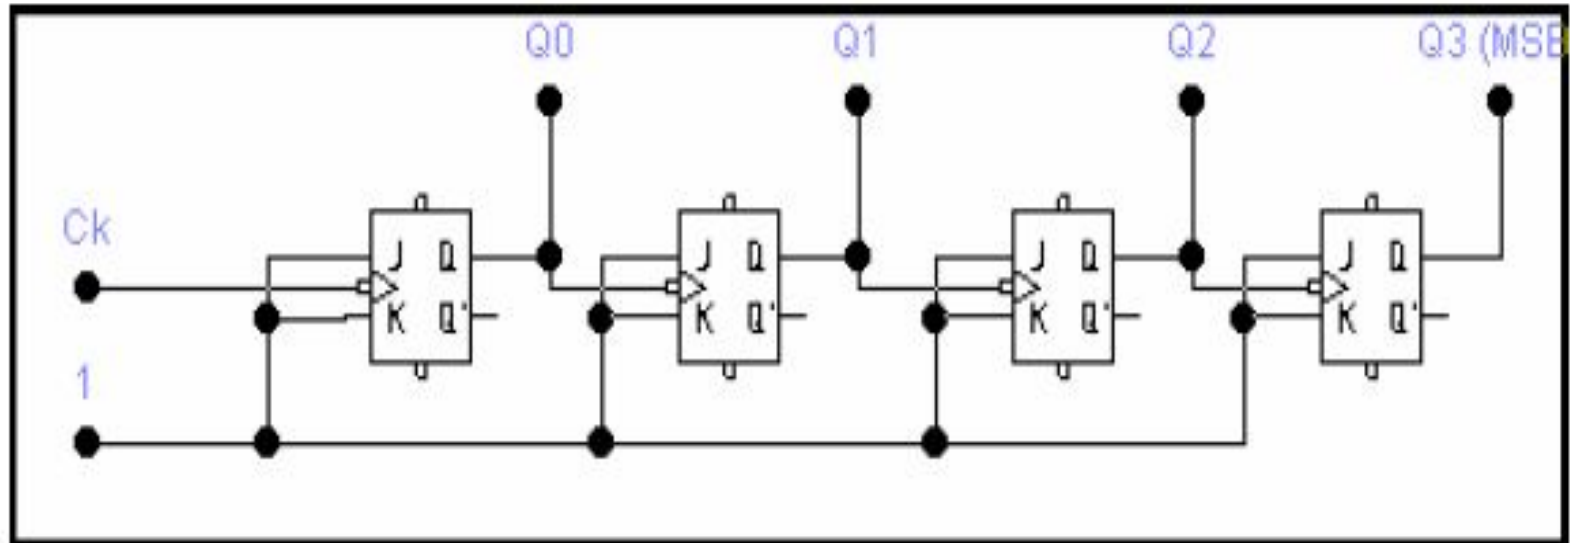 Q0 Q1 Q2 Q3 (MSB
Ck
J Q J Q J Q J Q
K Q' K Q' K Q' K Q'
1